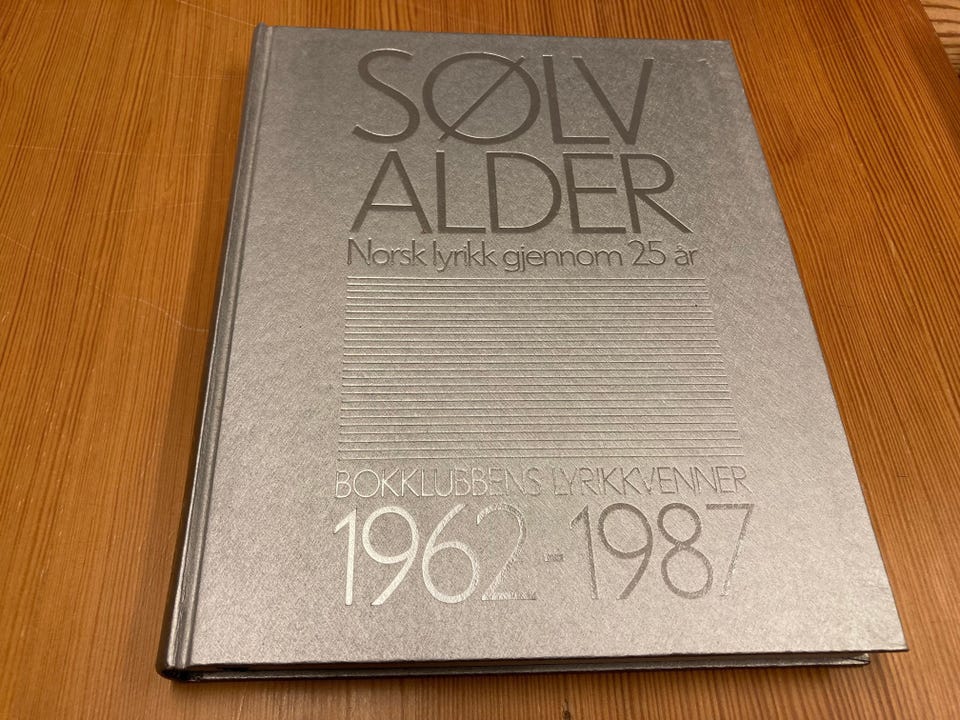 SØLV
ALDER
Norsk lyrikk gjennom 25 år
BOKKLUBBENS LYRIKKVENNER
1962 - 1987